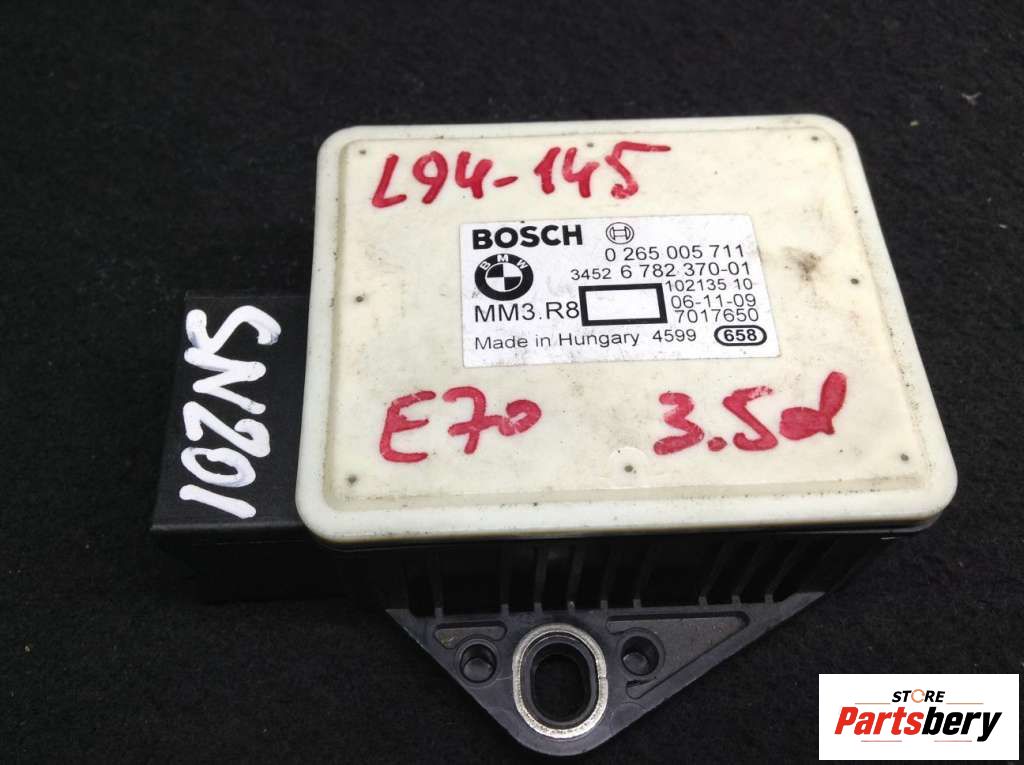 L94-145
BOSCH
0 265 005 711
BMW
3452 6 782 370-01
102135 10
MM3.R8
06-11-09
7017650
Made in Hungary 4599 658
E70 3.5d
STORE
Partsbery